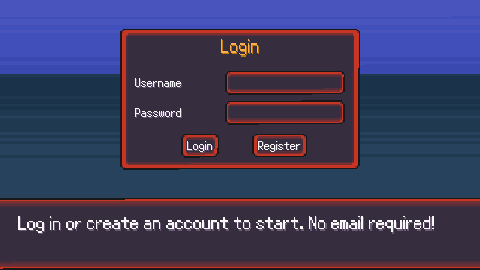 Login
Username
Password
Login
Register
Log in or create an account to start. No email required!